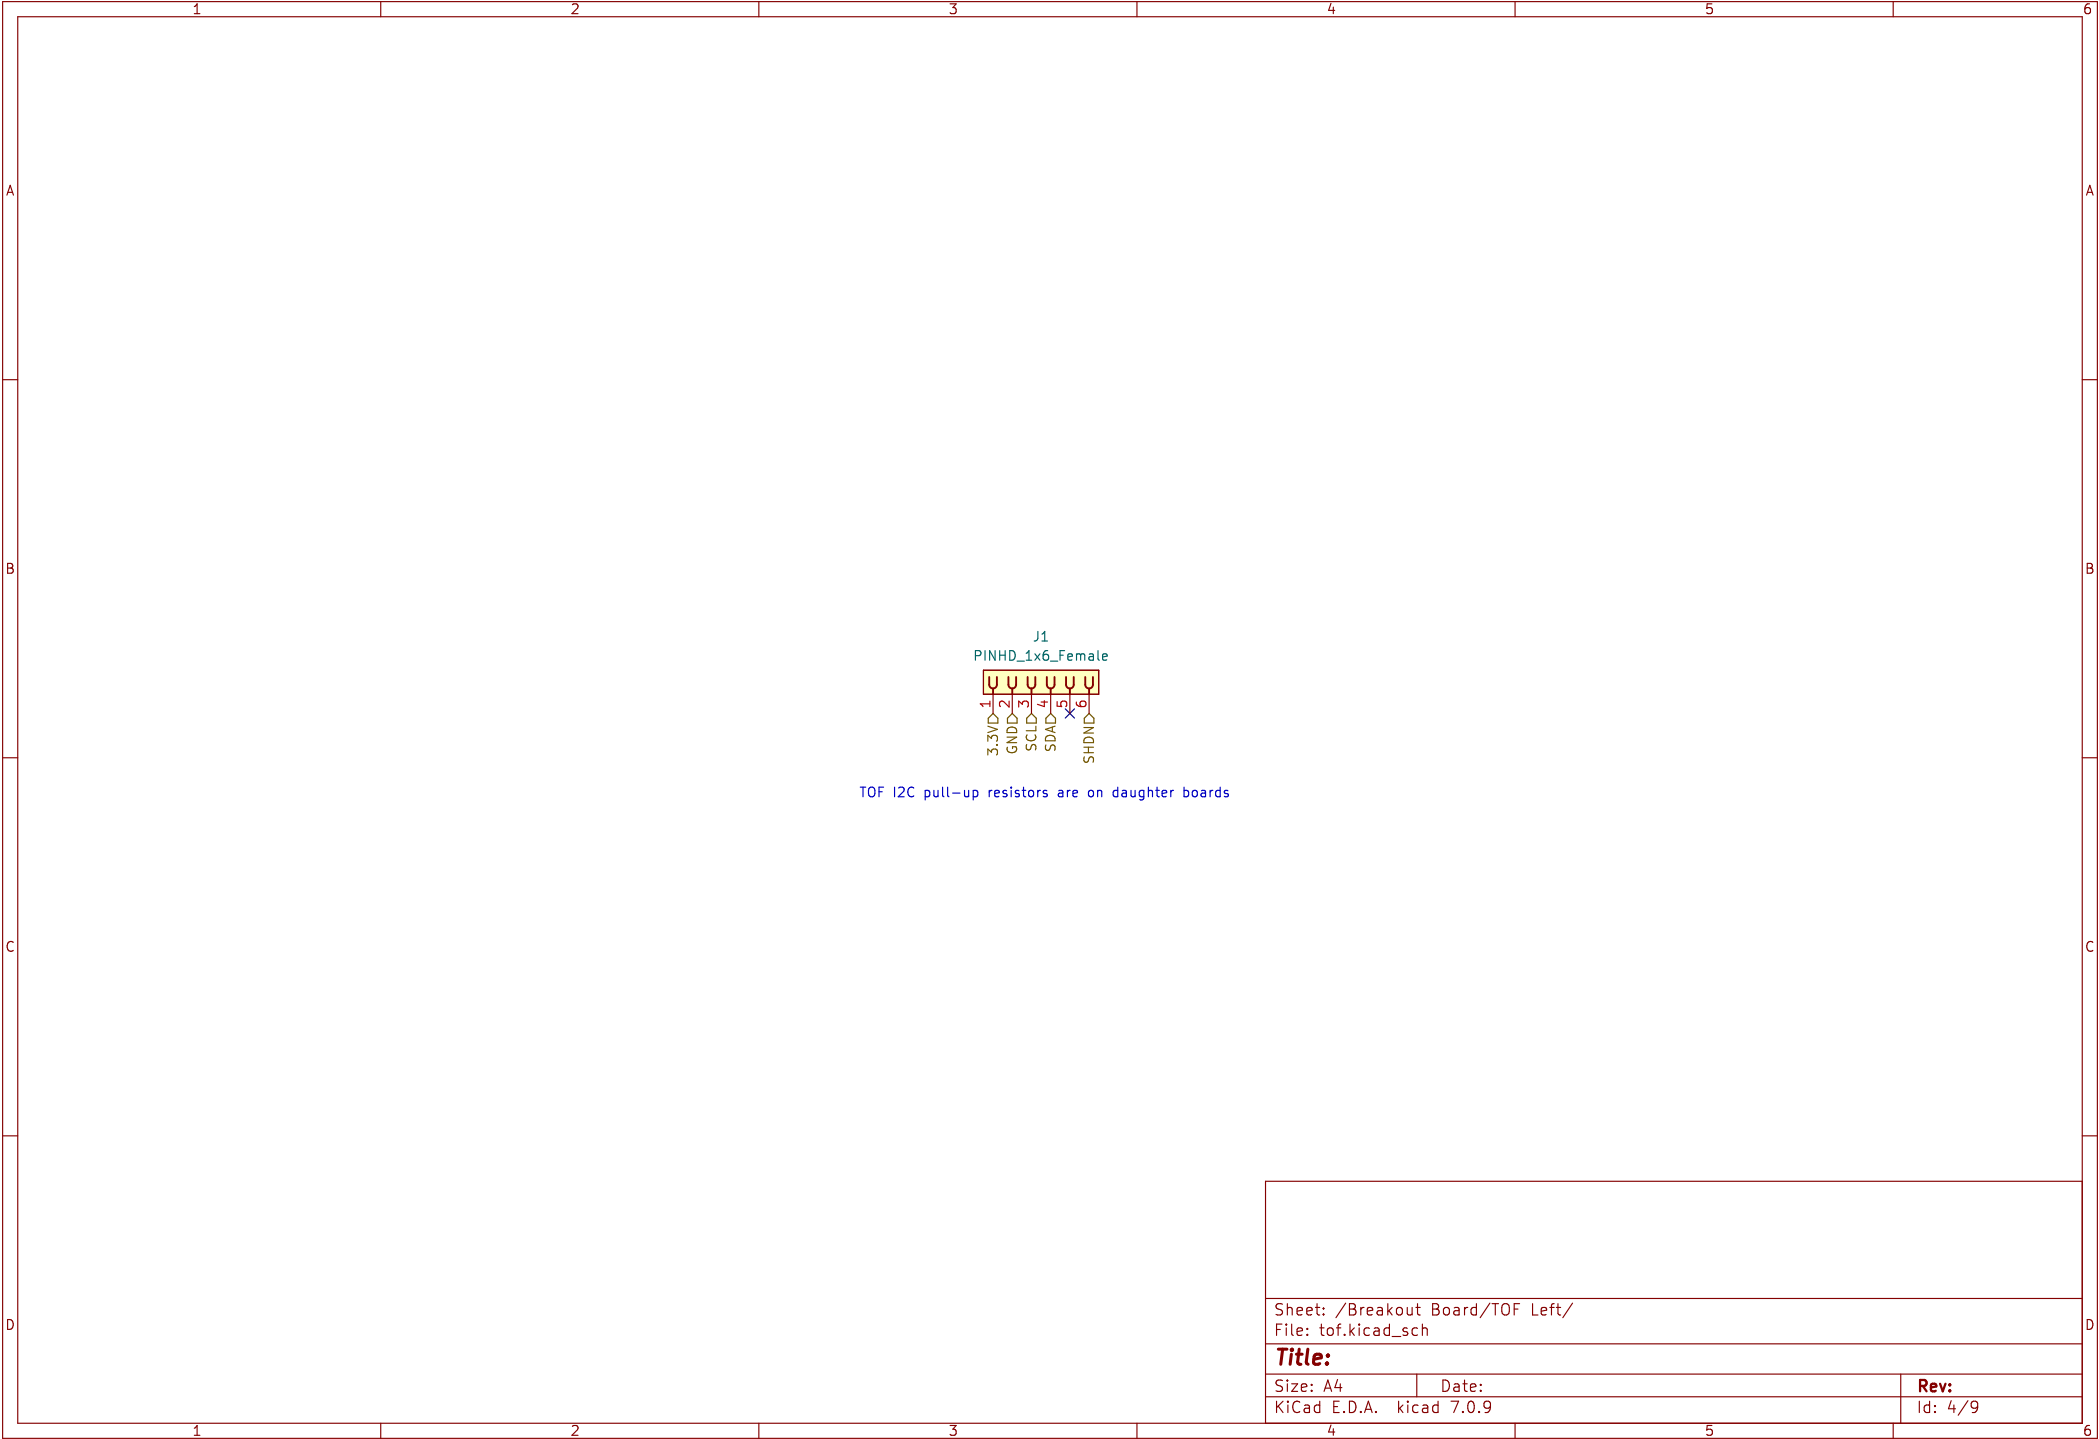 1 2 3 4 5 6
A A
B B
J1
PINHD_1x6_Female
1 2 3 4 5 6
3.3V GND SCL SDA SHDN
TOF I2C pull-up resistors are on daughter boards
C C
Sheet: /Breakout Board/TOF Left/
File: tof.kicad_sch
D D
Title:
Size: A4 Date: Rev:
KiCad E.D.A. kicad 7.0.9 Id: 4/9
1 2 3 4 5 6